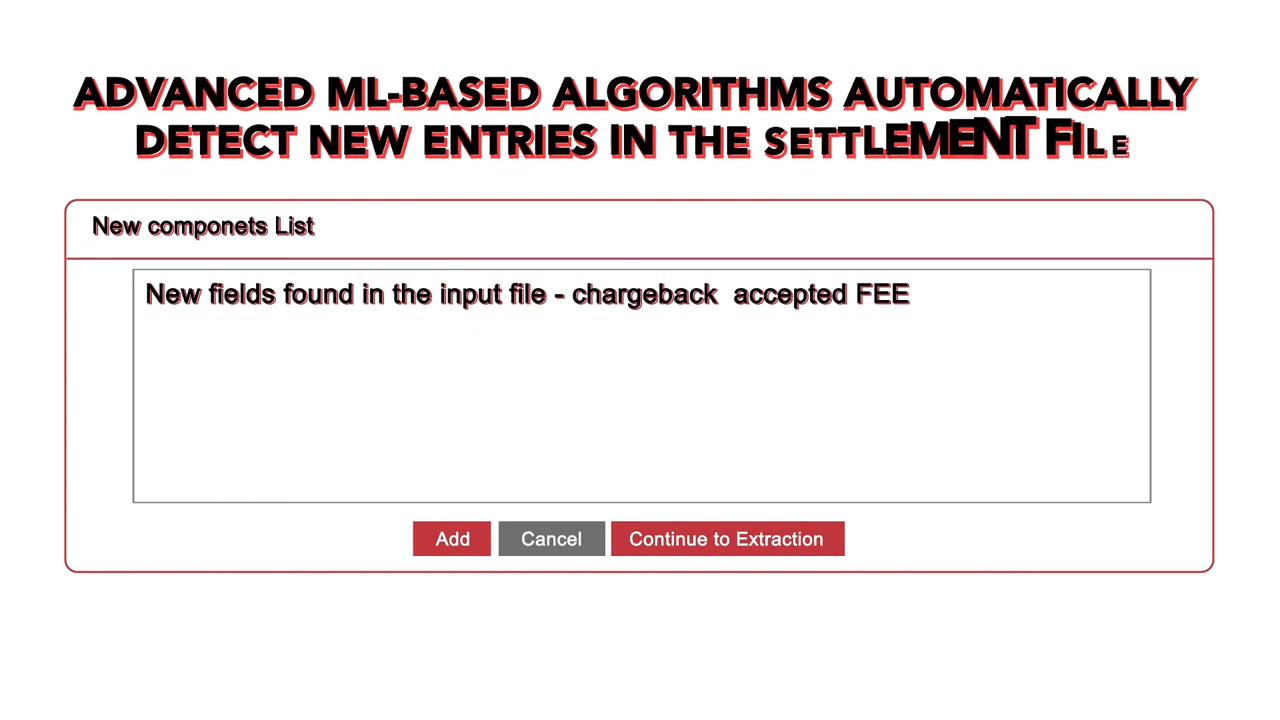 ADVANCED ML-BASED ALGORITHMS AUTOMATICALLY
DETECT NEW ENTRIES IN THE SETTLEMENT FILE
New componets List
New fields found in the input file - chargeback  accepted FEE
Add
Cancel
Continue to Extraction